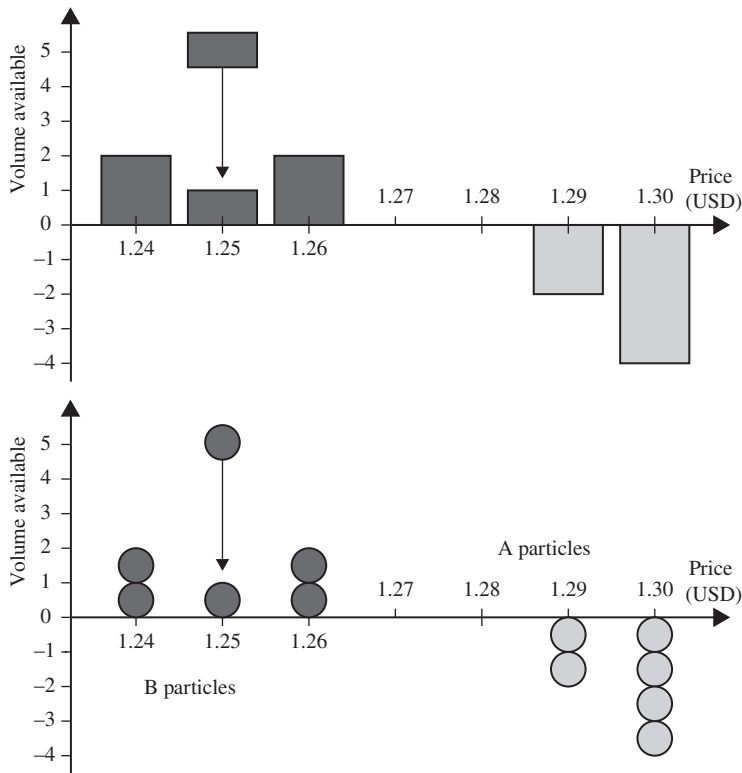 Volume available
5
4
3
2
1
0
−1
−2
−3
−4
1.24 1.25 1.26
1.27 1.28 1.29 1.30
Price
(USD)
Volume available
5
4
3
2
1
0
−1
−2
−3
−4
A particles
1.27 1.28 1.29 1.30
Price
(USD)
1.24 1.25 1.26
B particles